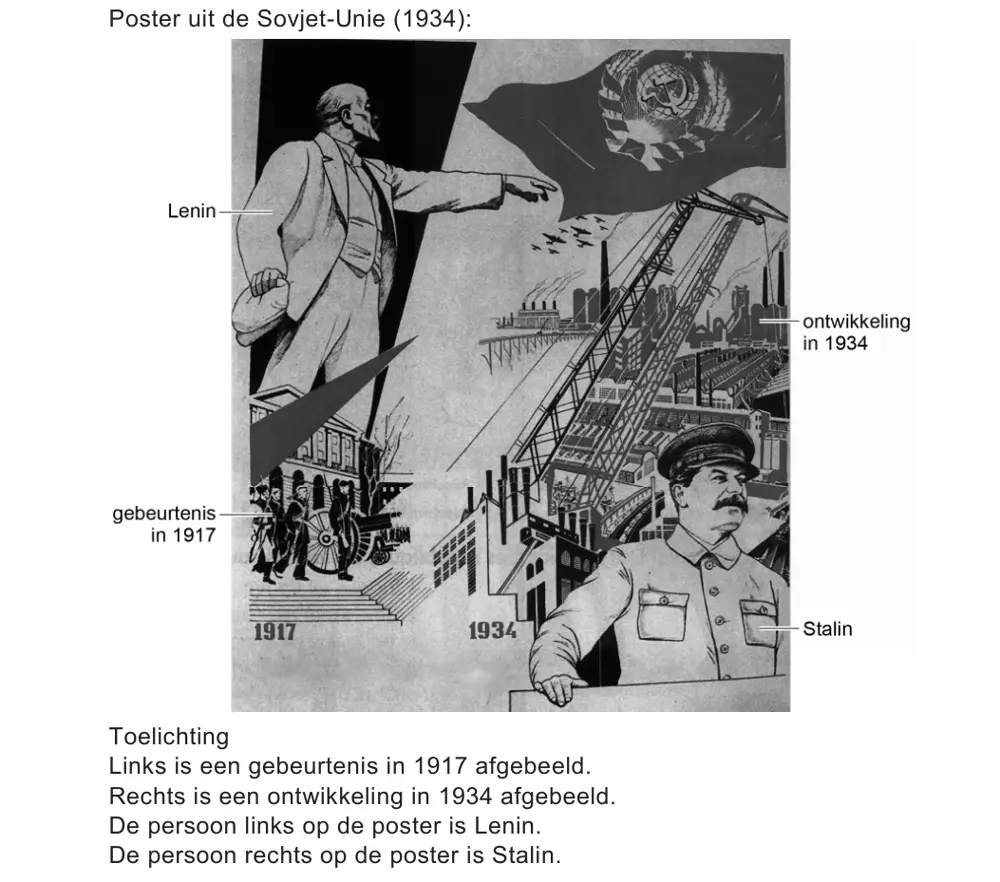 Poster uit de Sovjet-Unie (1934):
Lenin
ontwikkeling
in 1934
gebeurtenis
in 1917
Stalin
1917
1934
Toelichting
Links is een gebeurtenis in 1917 afgebeeld.
Rechts is een ontwikkeling in 1934 afgebeeld.
De persoon links op de poster is Lenin.
De persoon rechts op de poster is Stalin.